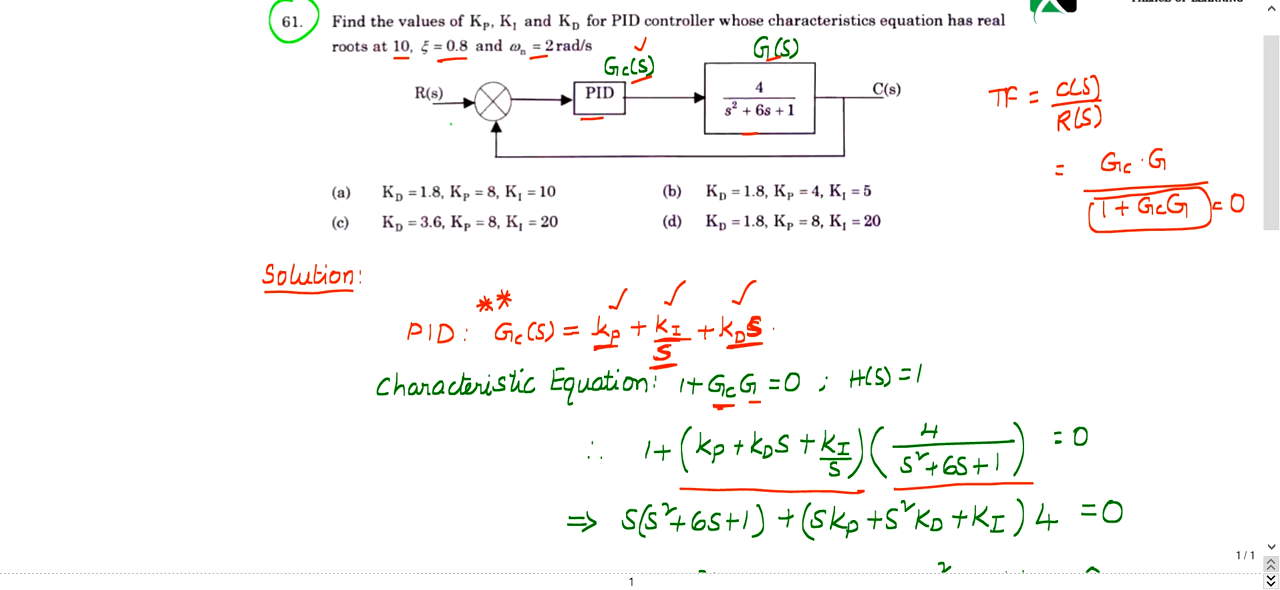 61. Find the values of K_P, K_I and K_D for PID controller whose characteristics equation has real
roots at 10, ξ = 0.8 and ω_n = 2 rad/s
G_c(s)
G(s)
R(s)
PID
4
s² + 6s + 1
C(s)
TF = C(S)/R(S)
= G_c · G / 1 + G_cG = 0
(a) K_D = 1.8, K_P = 8, K_I = 10
(b) K_D = 1.8, K_P = 4, K_I = 5
(c) K_D = 3.6, K_P = 8, K_I = 20
(d) K_D = 1.8, K_P = 8, K_I = 20
Solution:
** ✓ ✓ ✓
PID: G_c(S) = k_P + k_I/S + k_D S
Characteristic Equation: 1 + G_cG = 0 ; H(S) = 1
∴ 1 + (k_P + k_D S + k_I/S)(4/S² + 6S + 1) = 0
⇒ S(S² + 6S + 1) + (S k_P + S² K_D + K_I) 4 = 0
1 / 1
1